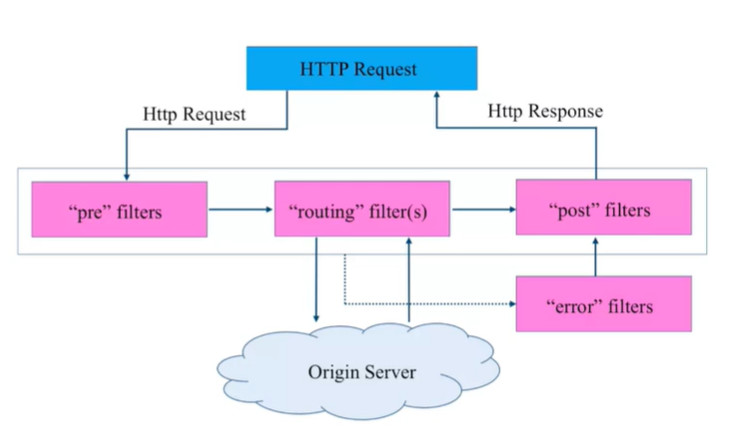 HTTP Request
Http Request
Http Response
“pre” filters
“routing” filter(s)
“post” filters
“error” filters
Origin Server